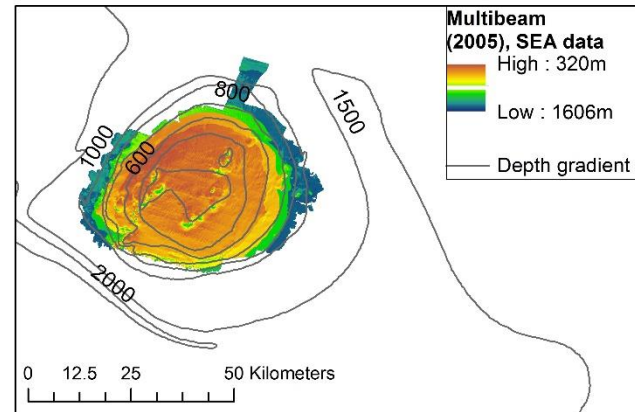 Multibeam
(2005), SEA data
High : 320m
Low : 1606m
Depth gradient
800
1500
1000
600
2000
0 12.5 25 50 Kilometers